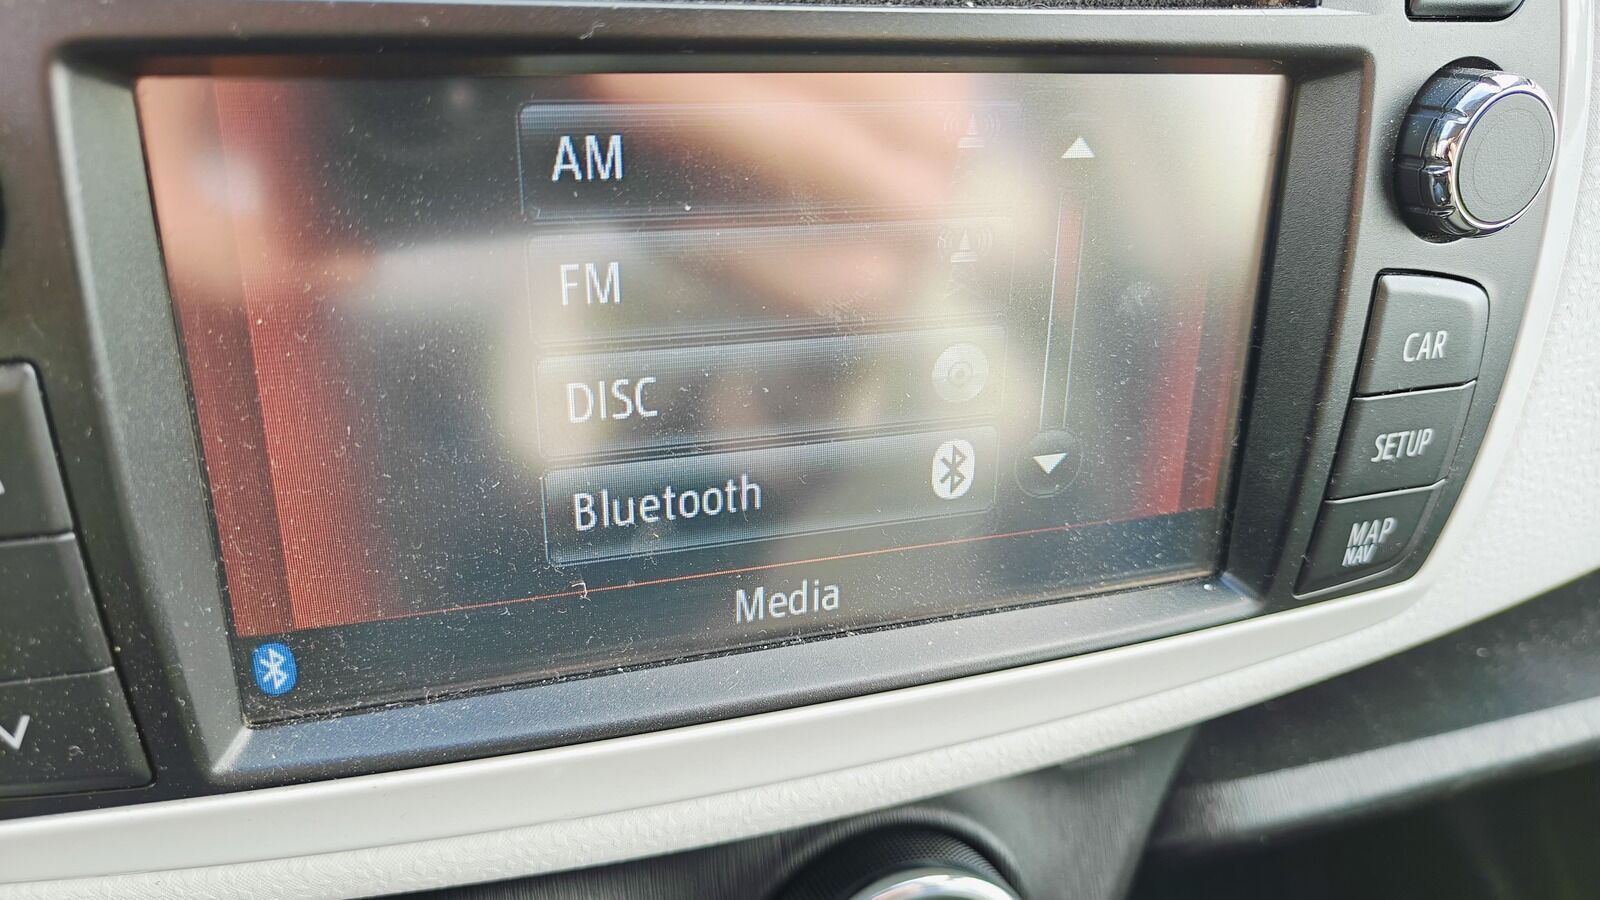 AM
FM
DISC
Bluetooth
Media
CAR
SETUP
MAP
NAV